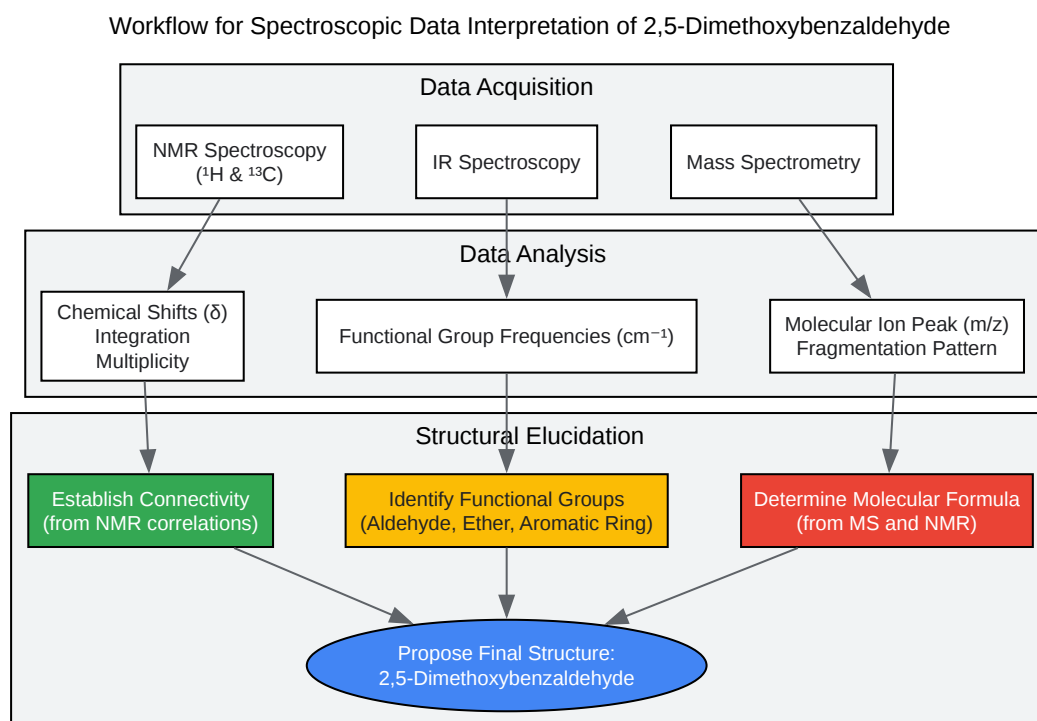 Workflow for Spectroscopic Data Interpretation of 2,5-Dimethoxybenzaldehyde
Data Acquisition
NMR Spectroscopy
(¹H & ¹³C)
IR Spectroscopy
Mass Spectrometry
Data Analysis
Chemical Shifts (δ)
Integration
Multiplicity
Functional Group Frequencies (cm⁻¹)
Molecular Ion Peak (m/z)
Fragmentation Pattern
Structural Elucidation
Establish Connectivity
(from NMR correlations)
Identify Functional Groups
(Aldehyde, Ether, Aromatic Ring)
Determine Molecular Formula
(from MS and NMR)
Propose Final Structure:
2,5-Dimethoxybenzaldehyde